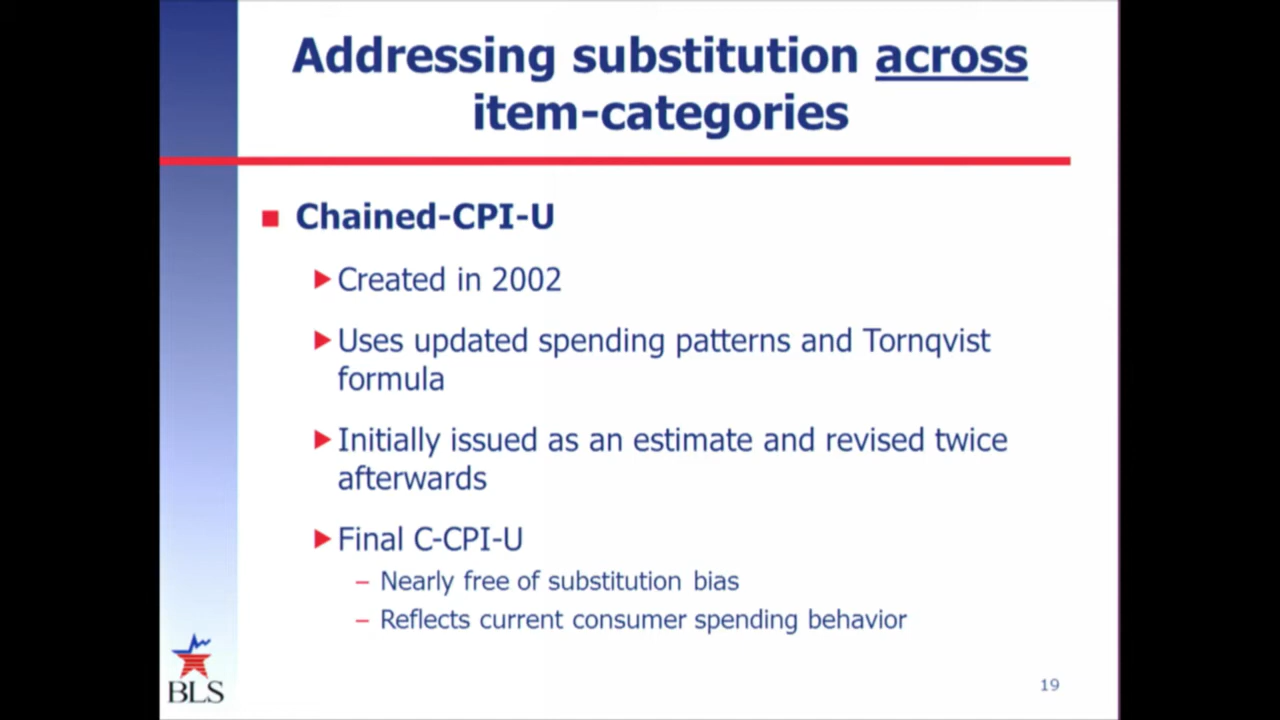 Addressing substitution across
item-categories
Chained-CPI-U
Created in 2002
Uses updated spending patterns and Tornqvist
formula
Initially issued as an estimate and revised twice
afterwards
Final C-CPI-U
– Nearly free of substitution bias
– Reflects current consumer spending behavior
BLS
19